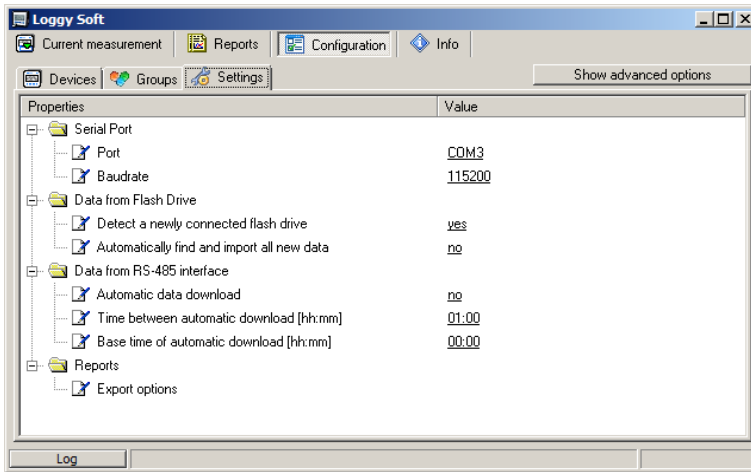 Loggy Soft
Current measurement Reports Configuration Info
Devices Groups Settings Show advanced options
Properties Value
Serial Port
Port COM3
Baudrate 115200
Data from Flash Drive
Detect a newly connected flash drive yes
Automatically find and import all new data no
Data from RS-485 interface
Automatic data download no
Time between automatic download [hh:mm] 01:00
Base time of automatic download [hh:mm] 00:00
Reports
Export options
Log